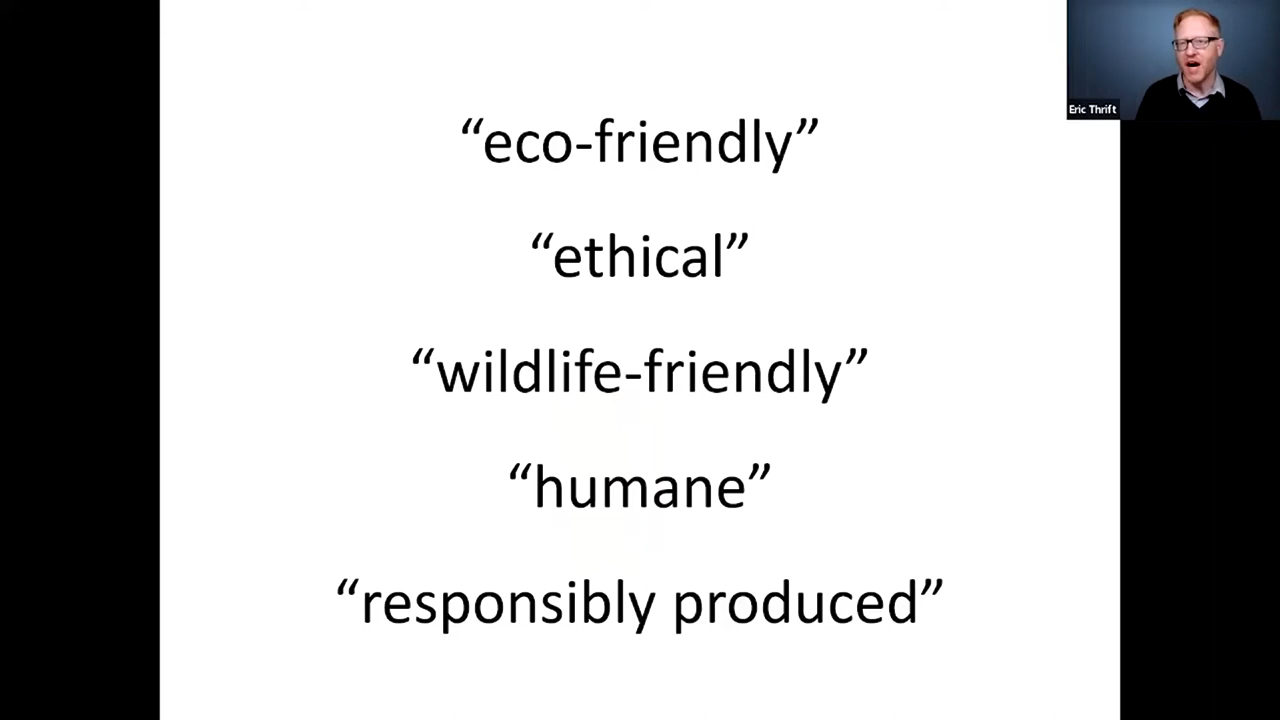 “eco-friendly”
Eric Thrift
“ethical”
“wildlife-friendly”
“humane”
“responsibly produced”